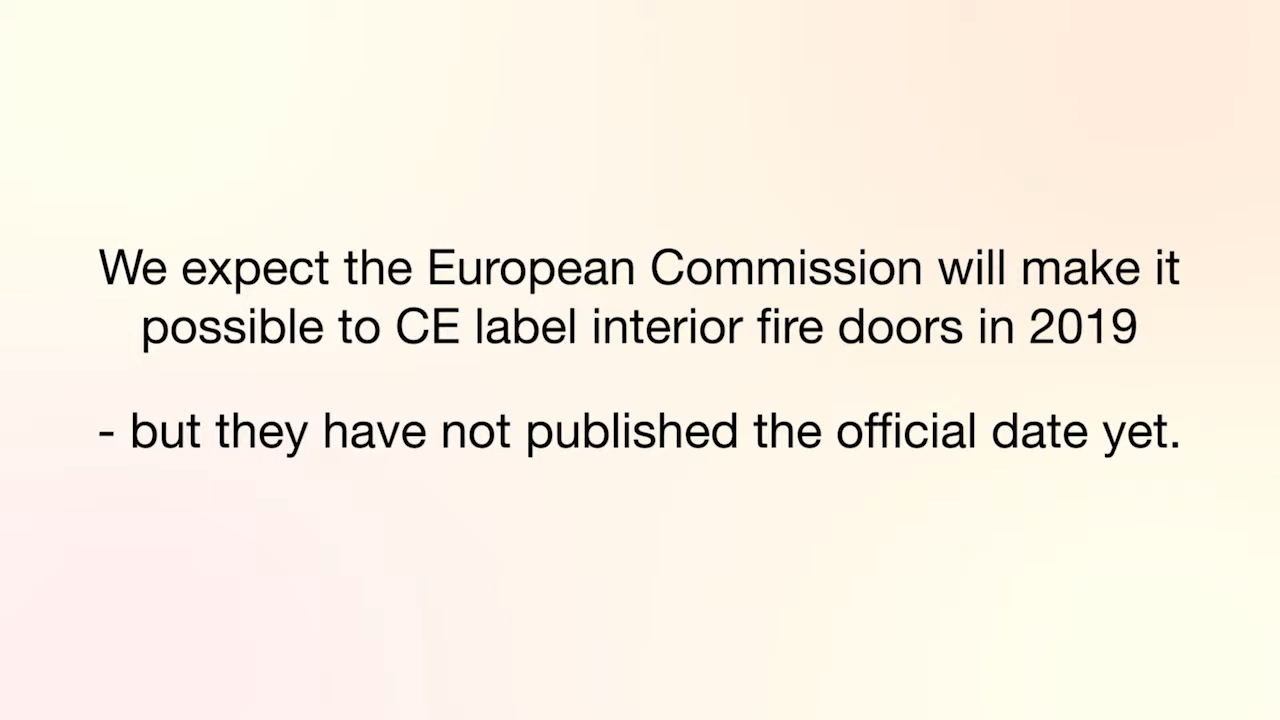 We expect the European Commission will make it
possible to CE label interior fire doors in 2019
- but they have not published the official date yet.